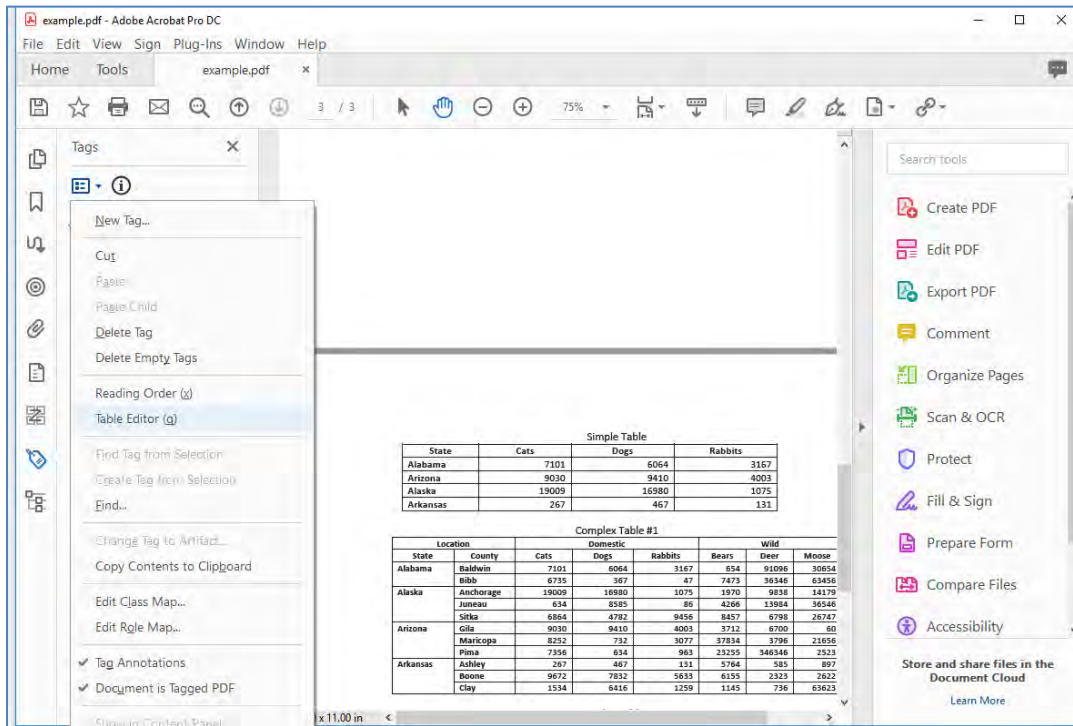 example.pdf - Adobe Acrobat Pro DC
File Edit View Sign Plug-Ins Window Help
Home Tools example.pdf ×
3 / 3 75%
Tags
New Tag...
Cut
Paste
Paste Child
Delete Tag
Delete Empty Tags
Reading Order (x)
Table Editor (q)
Find Tag from Selection
Create Tag from Selection
Find...
Change Tag to Artifact...
Copy Contents to Clipboard
Edit Class Map...
Edit Role Map...
Tag Annotations
Document is Tagged PDF
Show in Content Panel
Simple Table
State Cats Dogs Rabbits
Alabama 7101 6064 3167
Arizona 9030 9410 4003
Alaska 19009 16980 1075
Arkansas 267 467 131
Complex Table #1
Location Domestic Wild
State County Cats Dogs Rabbits Bears Deer Moose
Alabama Baldwin 7101 6064 3167 654 91096 30654
Bibb 6735 367 47 7473 36346 63456
Alaska Anchorage 19009 16980 1075 1970 9838 14179
Juneau 634 8585 86 4266 13984 36546
Sitka 6864 4782 9456 8457 6798 26747
Arizona Gila 9030 9410 4003 3712 6700 60
Maricopa 8252 732 3077 37834 3796 21656
Pima 7356 634 963 23255 346346 2523
Arkansas Ashley 267 467 131 5764 585 897
Boone 9672 7832 5633 6155 2323 2622
Clay 1534 6416 1259 1145 736 63623
x 11.00 in
Search tools
Create PDF
Edit PDF
Export PDF
Comment
Organize Pages
Scan & OCR
Protect
Fill & Sign
Prepare Form
Compare Files
Accessibility
Store and share files in the
Document Cloud
Learn More